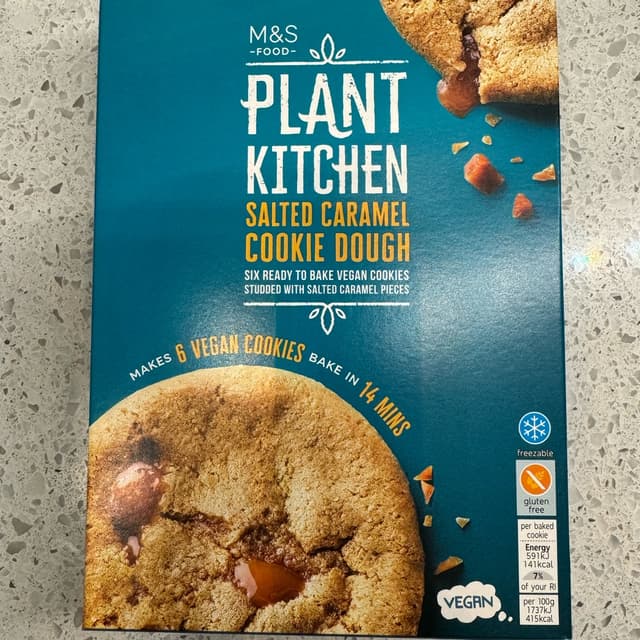 M&S
-FOOD-
PLANT
KITCHEN
SALTED CARAMEL
COOKIE DOUGH
SIX READY TO BAKE VEGAN COOKIES
STUDDED WITH SALTED CARAMEL PIECES
MAKES 6 VEGAN COOKIES BAKE IN 14 MINS
freezable
gluten
free
per baked
cookie
Energy
591kJ
141kcal
7%
of your RI
per 100g
1737kJ
415kcal
VEGAN